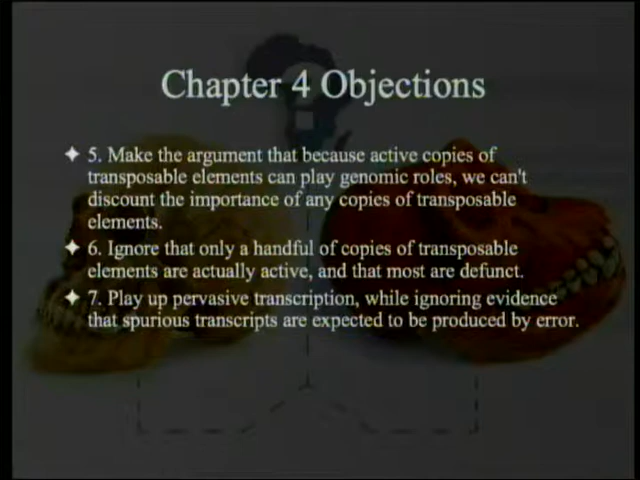 Chapter 4 Objections
✦ 5. Make the argument that because active copies of
transposable elements can play genomic roles, we can't
discount the importance of any copies of transposable
elements.
✦ 6. Ignore that only a handful of copies of transposable
elements are actually active, and that most are defunct.
✦ 7. Play up pervasive transcription, while ignoring evidence
that spurious transcripts are expected to be produced by error.